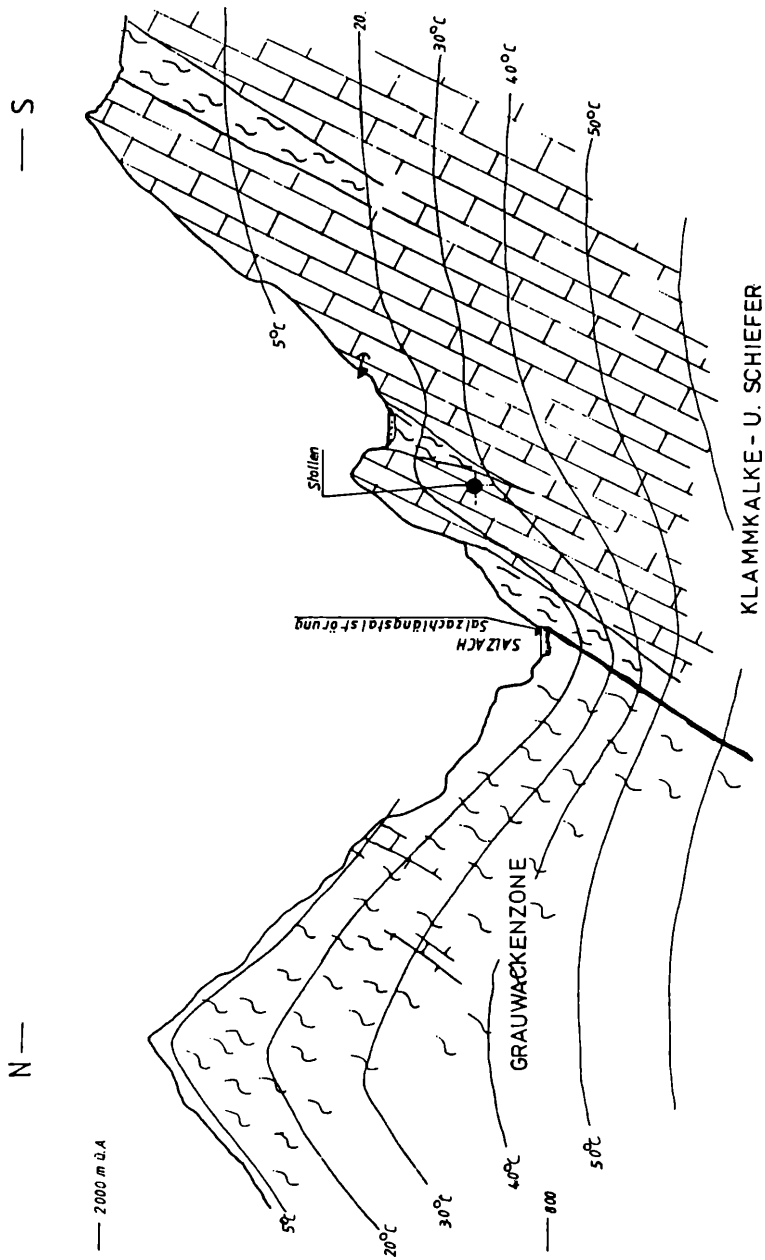 N —
— S
— 2000 m ü.A
— 800
5°C
20°C
30°C
40°C
50°C
5°C
20.
30°C
40°C
50°C
Stollen
SALZACH
Salzachlängstalstörung
GRAUWACKENZONE
KLAMMKALKE- U. SCHIEFER